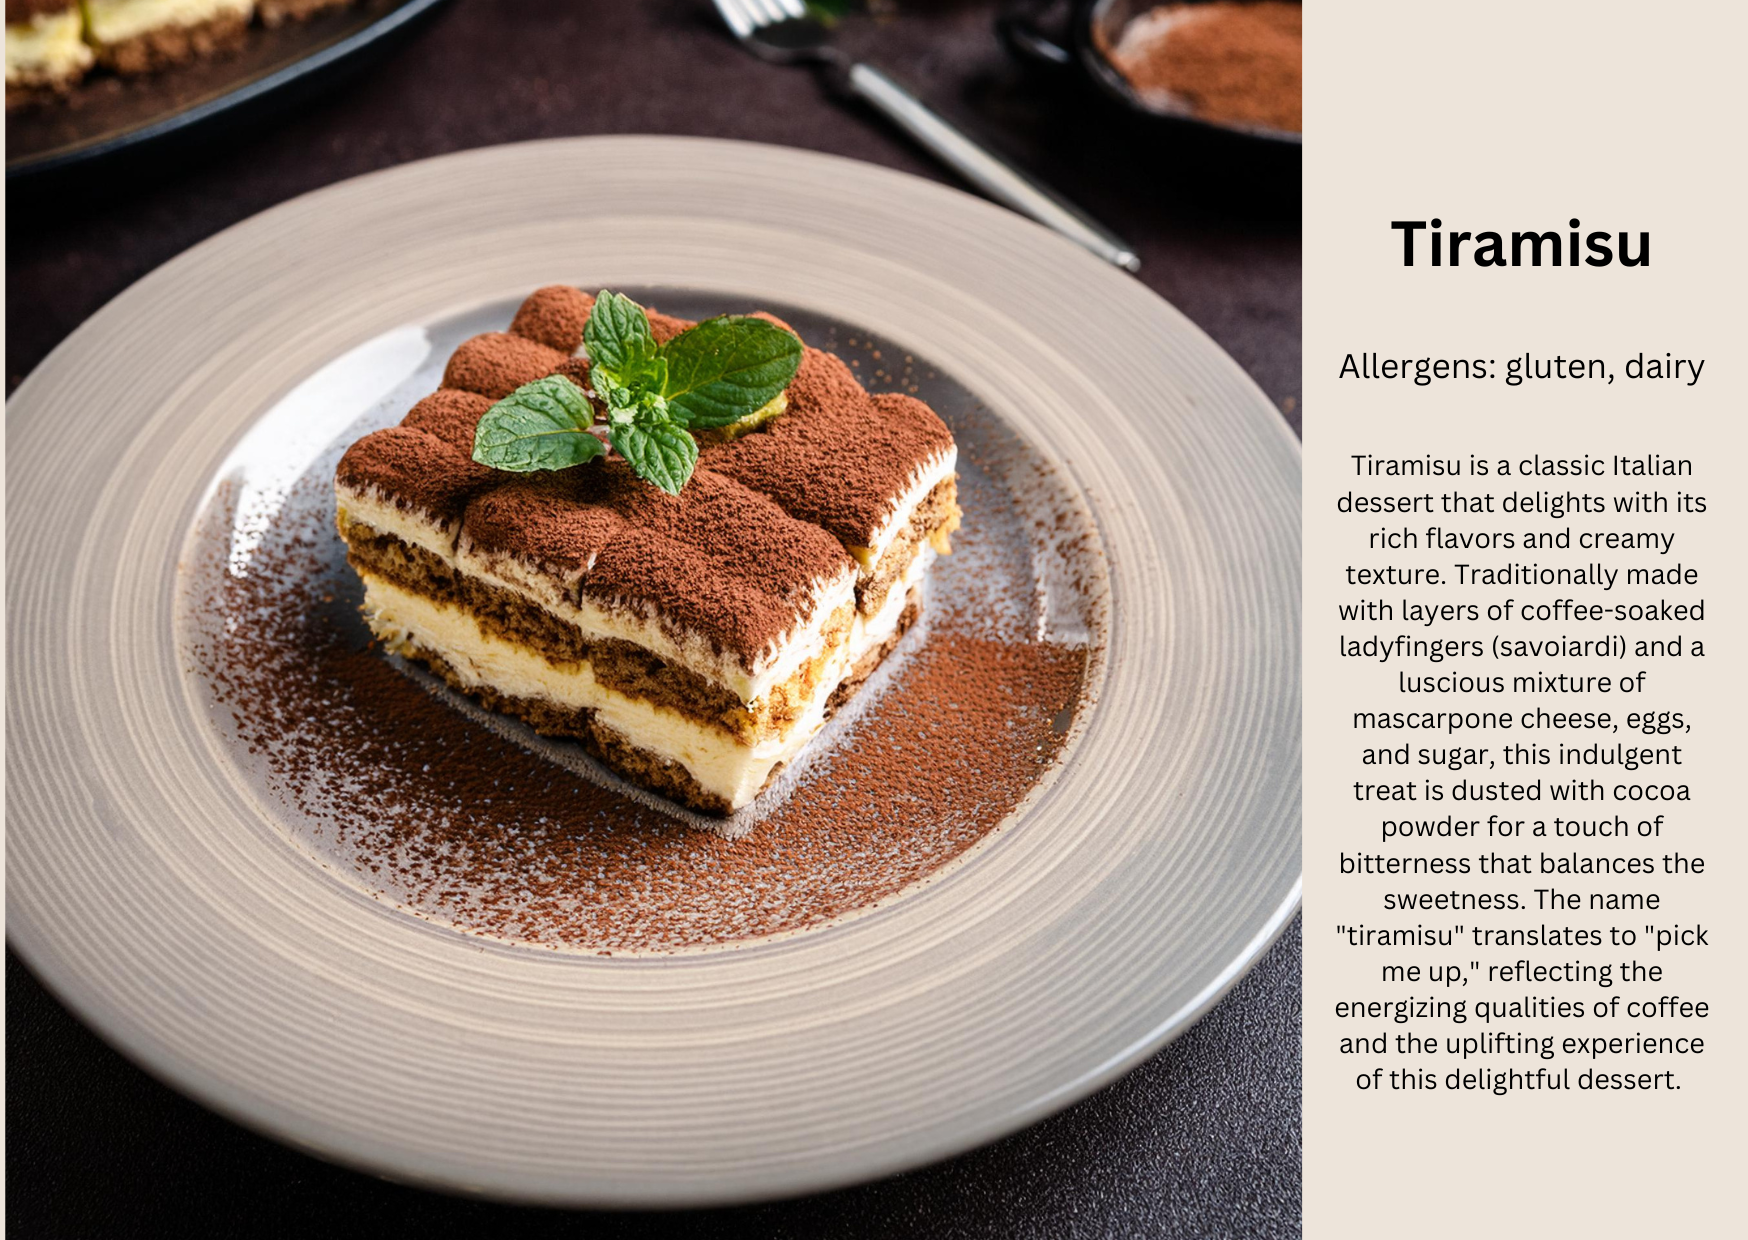 Tiramisu
Allergens: gluten, dairy
Tiramisu is a classic Italian
dessert that delights with its
rich flavors and creamy
texture. Traditionally made
with layers of coffee-soaked
ladyfingers (savoiardi) and a
luscious mixture of
mascarpone cheese, eggs,
and sugar, this indulgent
treat is dusted with cocoa
powder for a touch of
bitterness that balances the
sweetness. The name
"tiramisu" translates to "pick
me up," reflecting the
energizing qualities of coffee
and the uplifting experience
of this delightful dessert.